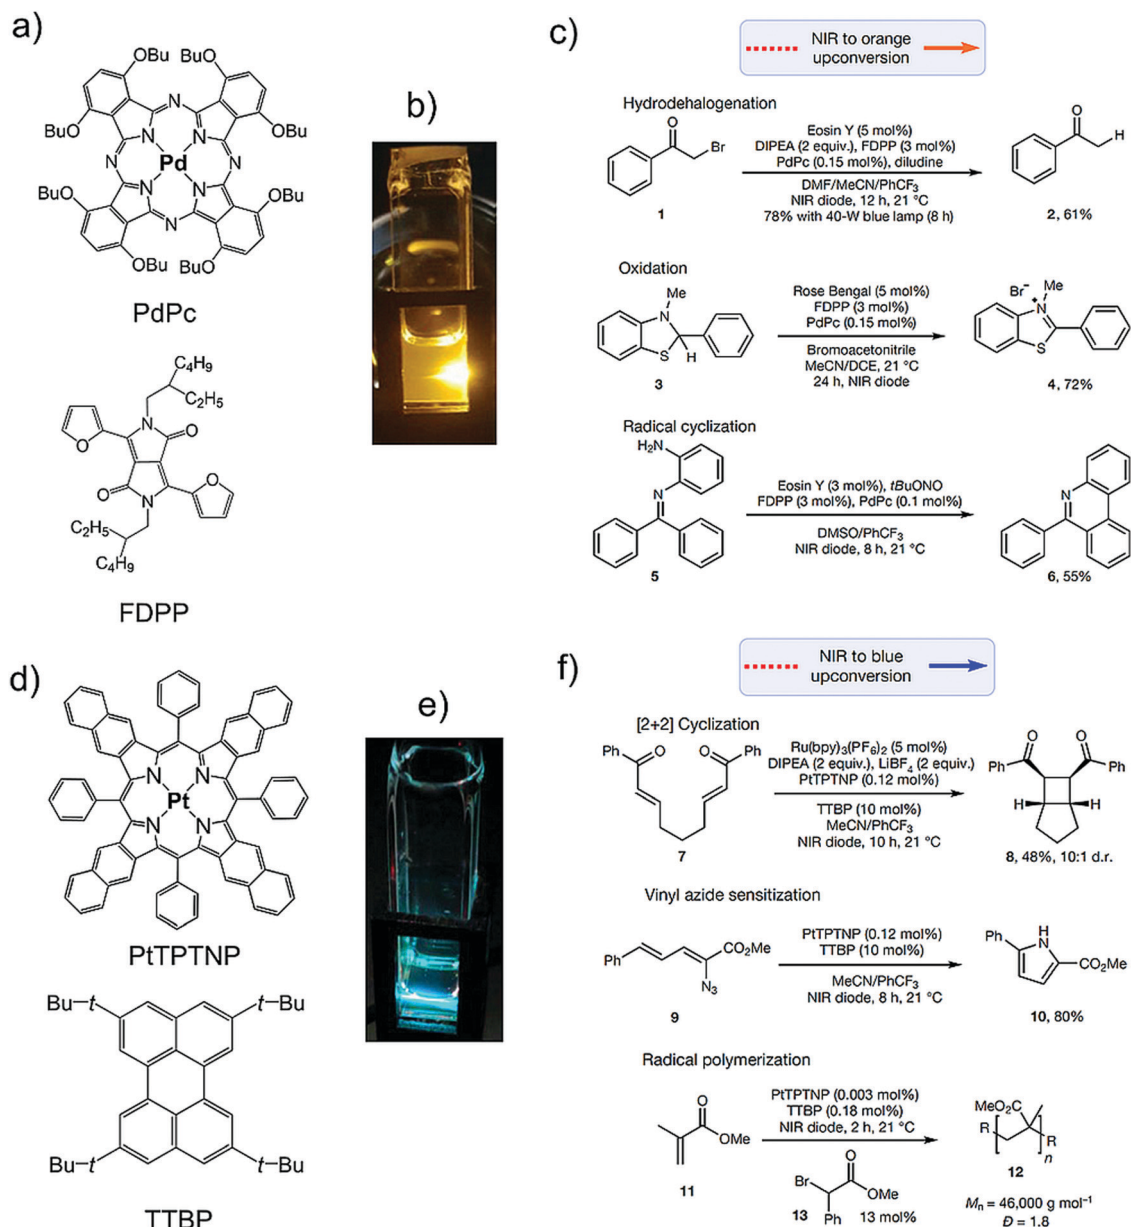 a)
OBu
BuO
OBu
BuO
BuO
OBu
N
N
N
N
Pd
N
N
N
N
BuO
OBu
BuO
OBu
OBu
BuO
PdPc
C4H9
C2H5
O
N
O
O
N
O
C2H5
C4H9
FDPP
b)
c)
NIR to orange
upconversion
Hydrodehalogenation
O
Br
1
Eosin Y (5 mol%)
DIPEA (2 equiv.), FDPP (3 mol%)
PdPc (0.15 mol%), diludine
DMF/MeCN/PhCF3
NIR diode, 12 h, 21 °C
78% with 40-W blue lamp (8 h)
O
H
2, 61%
Oxidation
Me
N
S
H
3
Rose Bengal (5 mol%)
FDPP (3 mol%)
PdPc (0.15 mol%)
Bromoacetonitrile
MeCN/DCE, 21 °C
24 h, NIR diode
Br−
Me
N+
S
4, 72%
Radical cyclization
H2N
N
5
Eosin Y (3 mol%), tBuONO
FDPP (3 mol%), PdPc (0.1 mol%)
DMSO/PhCF3
NIR diode, 8 h, 21 °C
N
6, 55%
d)
N
N
Pt
N
N
PtTPTNP
Bu-t
t-Bu
Bu-t
t-Bu
TTBP
e)
f)
NIR to blue
upconversion
[2+2] Cyclization
Ph
O
O
Ph
7
Ru(bpy)3(PF6)2 (5 mol%)
DIPEA (2 equiv.), LiBF4 (2 equiv.)
PtTPTNP (0.12 mol%)
TTBP (10 mol%)
MeCN/PhCF3
NIR diode, 10 h, 21 °C
O
O
Ph
Ph
H
H
8, 48%, 10:1 d.r.
Vinyl azide sensitization
Ph
CO2Me
N3
9
PtTPTNP (0.12 mol%)
TTBP (10 mol%)
MeCN/PhCF3
NIR diode, 8 h, 21 °C
Ph
H
N
CO2Me
10, 80%
Radical polymerization
O
OMe
11
PtTPTNP (0.003 mol%)
TTBP (0.18 mol%)
NIR diode, 2 h, 21 °C
O
Br
OMe
Ph
13
13 mol%
MeO2C
R
R
n
12
Mn = 46,000 g mol−1
Đ = 1.8